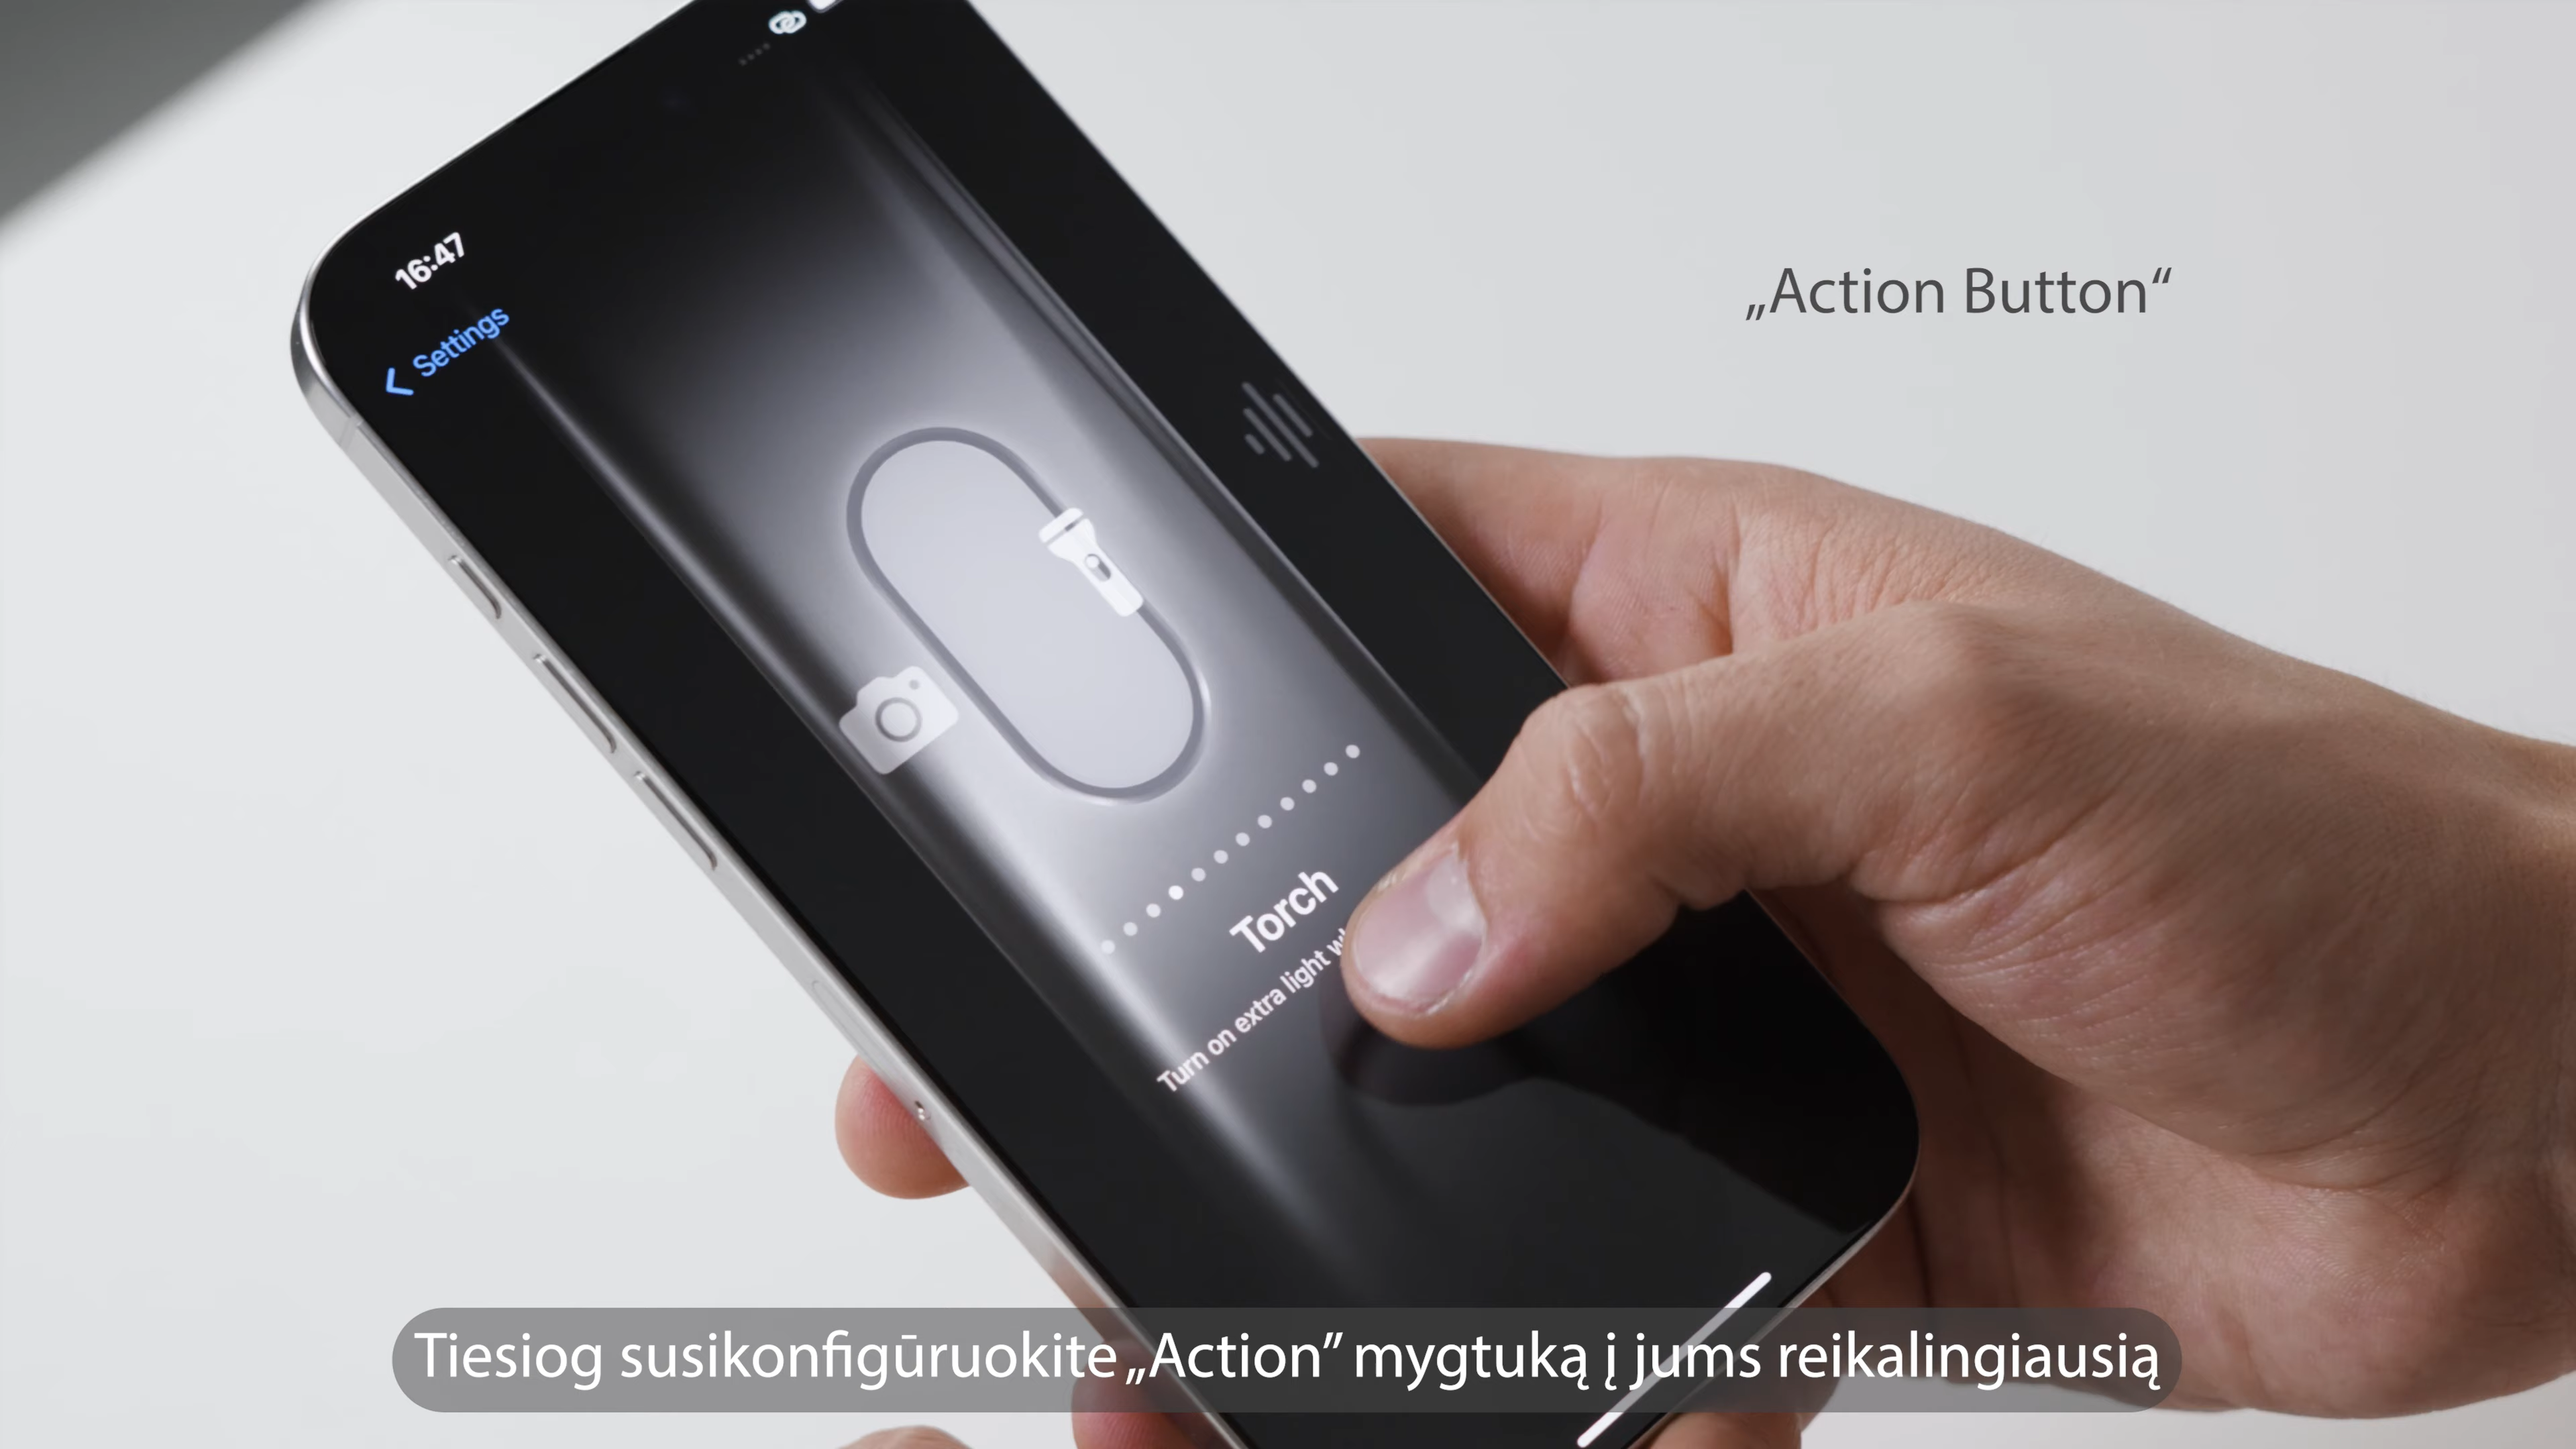 16:47
Settings
„Action Button“
Torch
Turn on extra light
Tiesiog susikonfigūruokite „Action” mygtuką į jums reikalingiausią